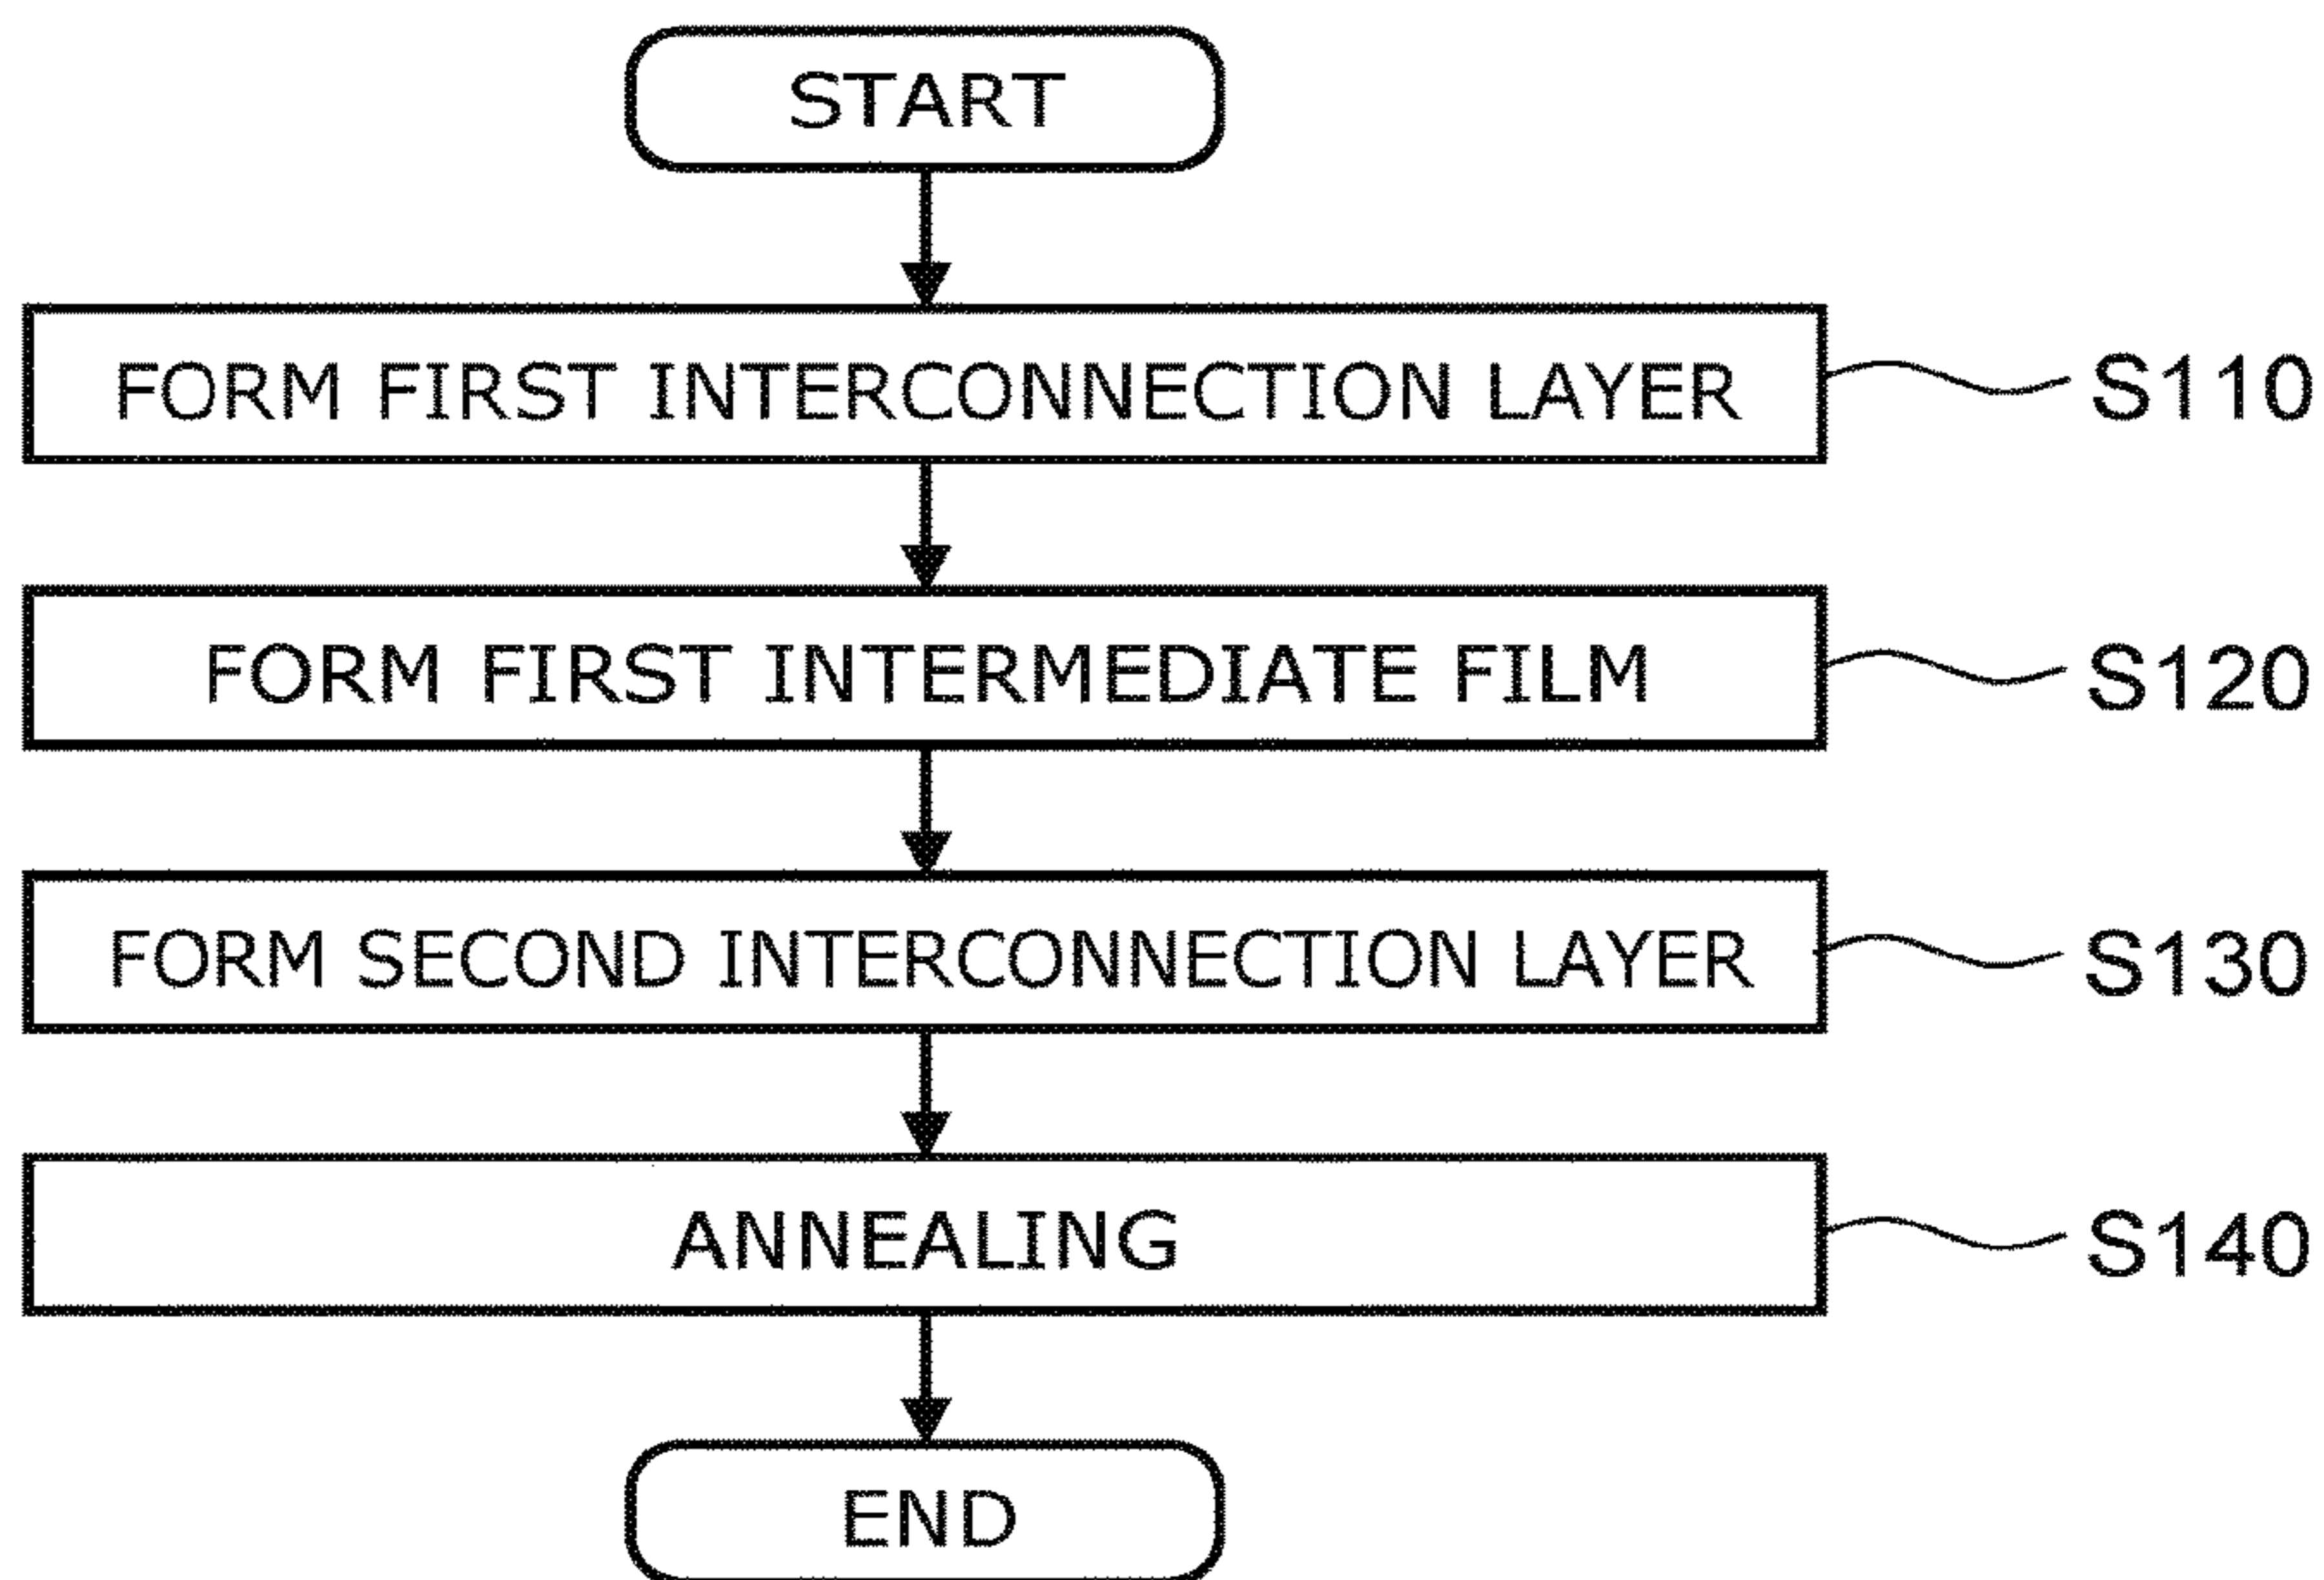 START
FORM FIRST INTERCONNECTION LAYER S110
FORM FIRST INTERMEDIATE FILM S120
FORM SECOND INTERCONNECTION LAYER S130
ANNEALING S140
END